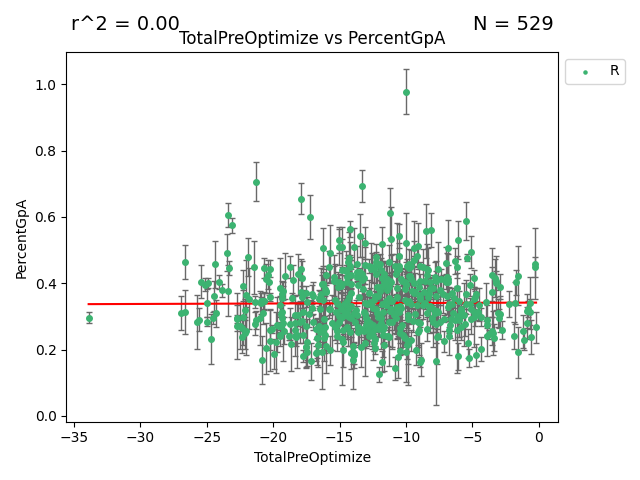 r^2 = 0.00
N = 529
TotalPreOptimize vs PercentGpA
R
1.0
0.8
0.6
0.4
0.2
0.0
PercentGpA
−35
−30
−25
−20
−15
−10
−5
0
TotalPreOptimize